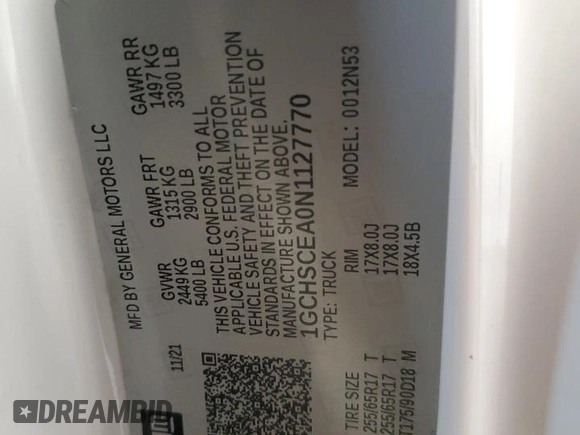 MFD BY GENERAL MOTORS LLC
11/21
GVWR GAWR FRT GAWR RR
2449 KG 1315 KG 1497 KG
5400 LB 2900 LB 3300 LB
THIS VEHICLE CONFORMS TO ALL
APPLICABLE U.S. FEDERAL MOTOR
VEHICLE SAFETY AND THEFT PREVENTION
STANDARDS IN EFFECT ON THE DATE OF
MANUFACTURE SHOWN ABOVE.
1GCHSCEA0N1127770
TYPE: TRUCK MODEL: 0012N53
TIRE SIZE RIM
255/65R17 T 17X8.0J
255/65R17 T 17X8.0J
T175/90D18 M 18X4.5B
DREAMBID